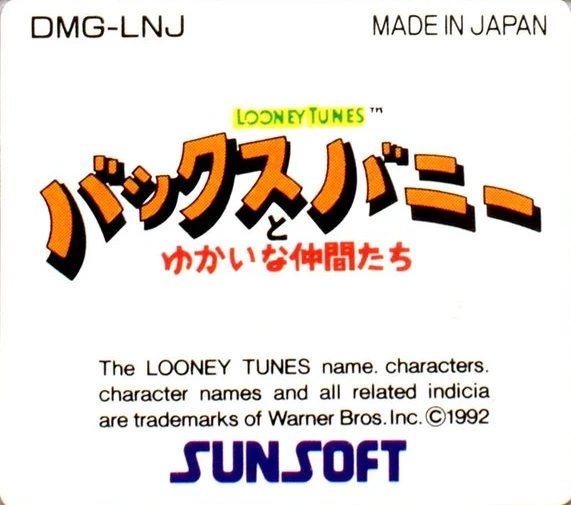 DMG-LNJ
MADE IN JAPAN
LOONEY TUNES™
バックスバニー
と
ゆかいな仲間たち
The LOONEY TUNES name. characters.
character names and all related indicia
are trademarks of Warner Bros. Inc. ©1992
SUNSOFT